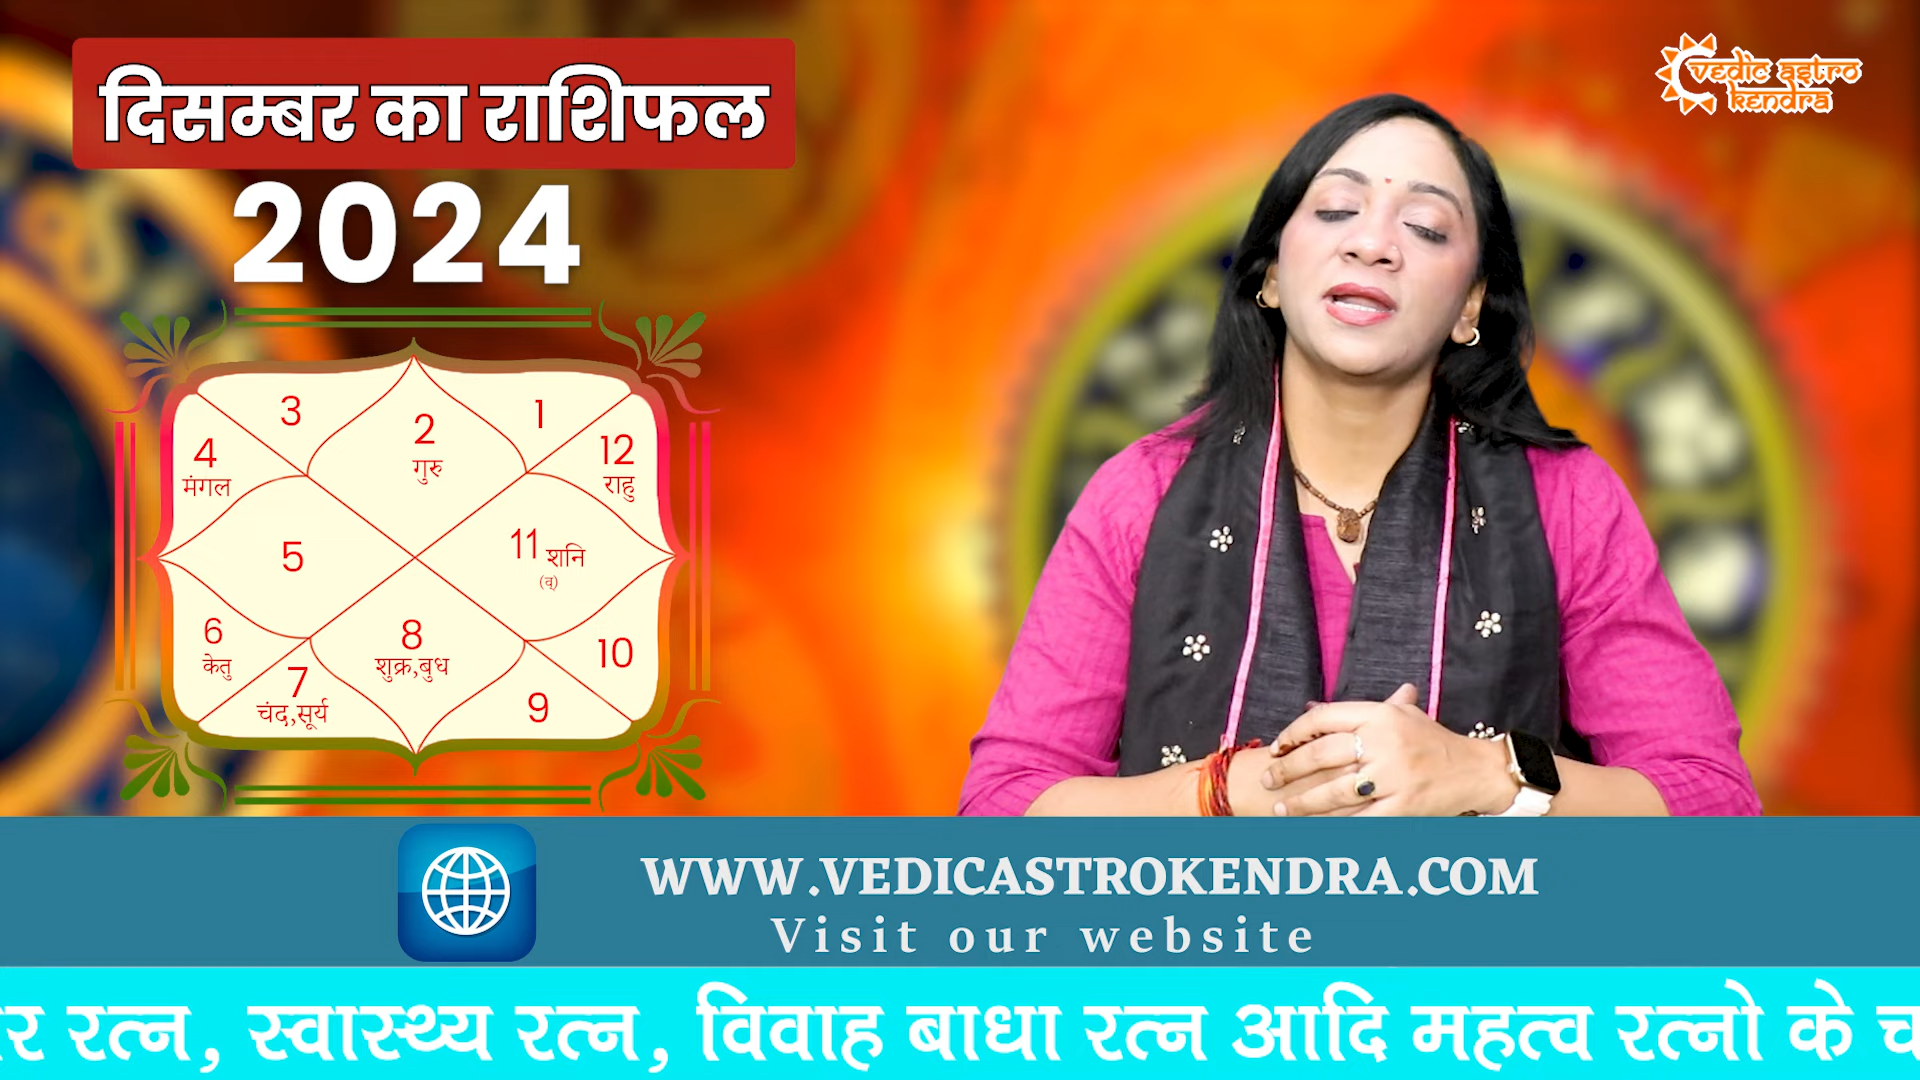 दिसम्बर का राशिफल
2024
vedic astro
kendra
3
2
गुरु
1
4
मंगल
12
राहु
5
11 शनि
(व)
6
केतु
7
चंद,सूर्य
8
शुक्र,बुध
9
10
WWW.VEDICASTROKENDRA.COM
Visit our website
रत्न, स्वास्थ्य रत्न, विवाह बाधा रत्न आदि महत्व रत्नो के